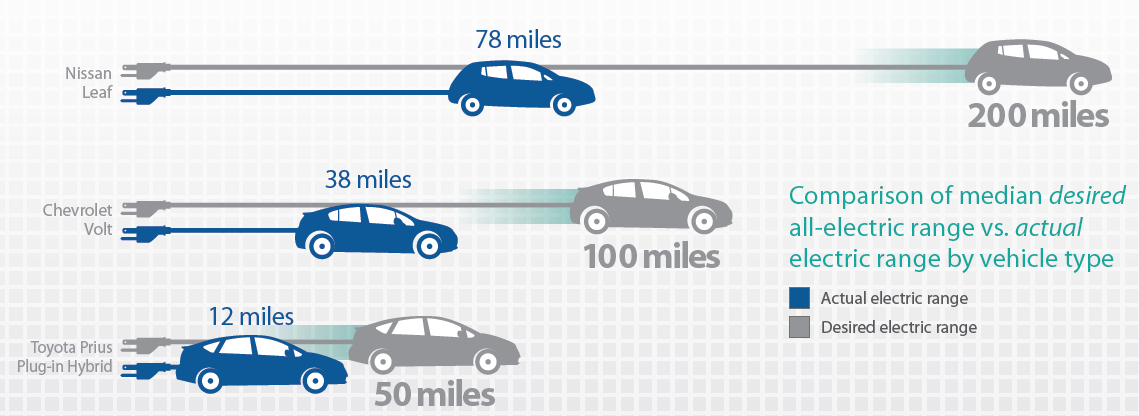 78 miles
Nissan
Leaf
200 miles
38 miles
Chevrolet
Volt
100 miles
Comparison of median desired
all-electric range vs. actual
electric range by vehicle type
Actual electric range
Desired electric range
12 miles
Toyota Prius
Plug-in Hybrid
50 miles